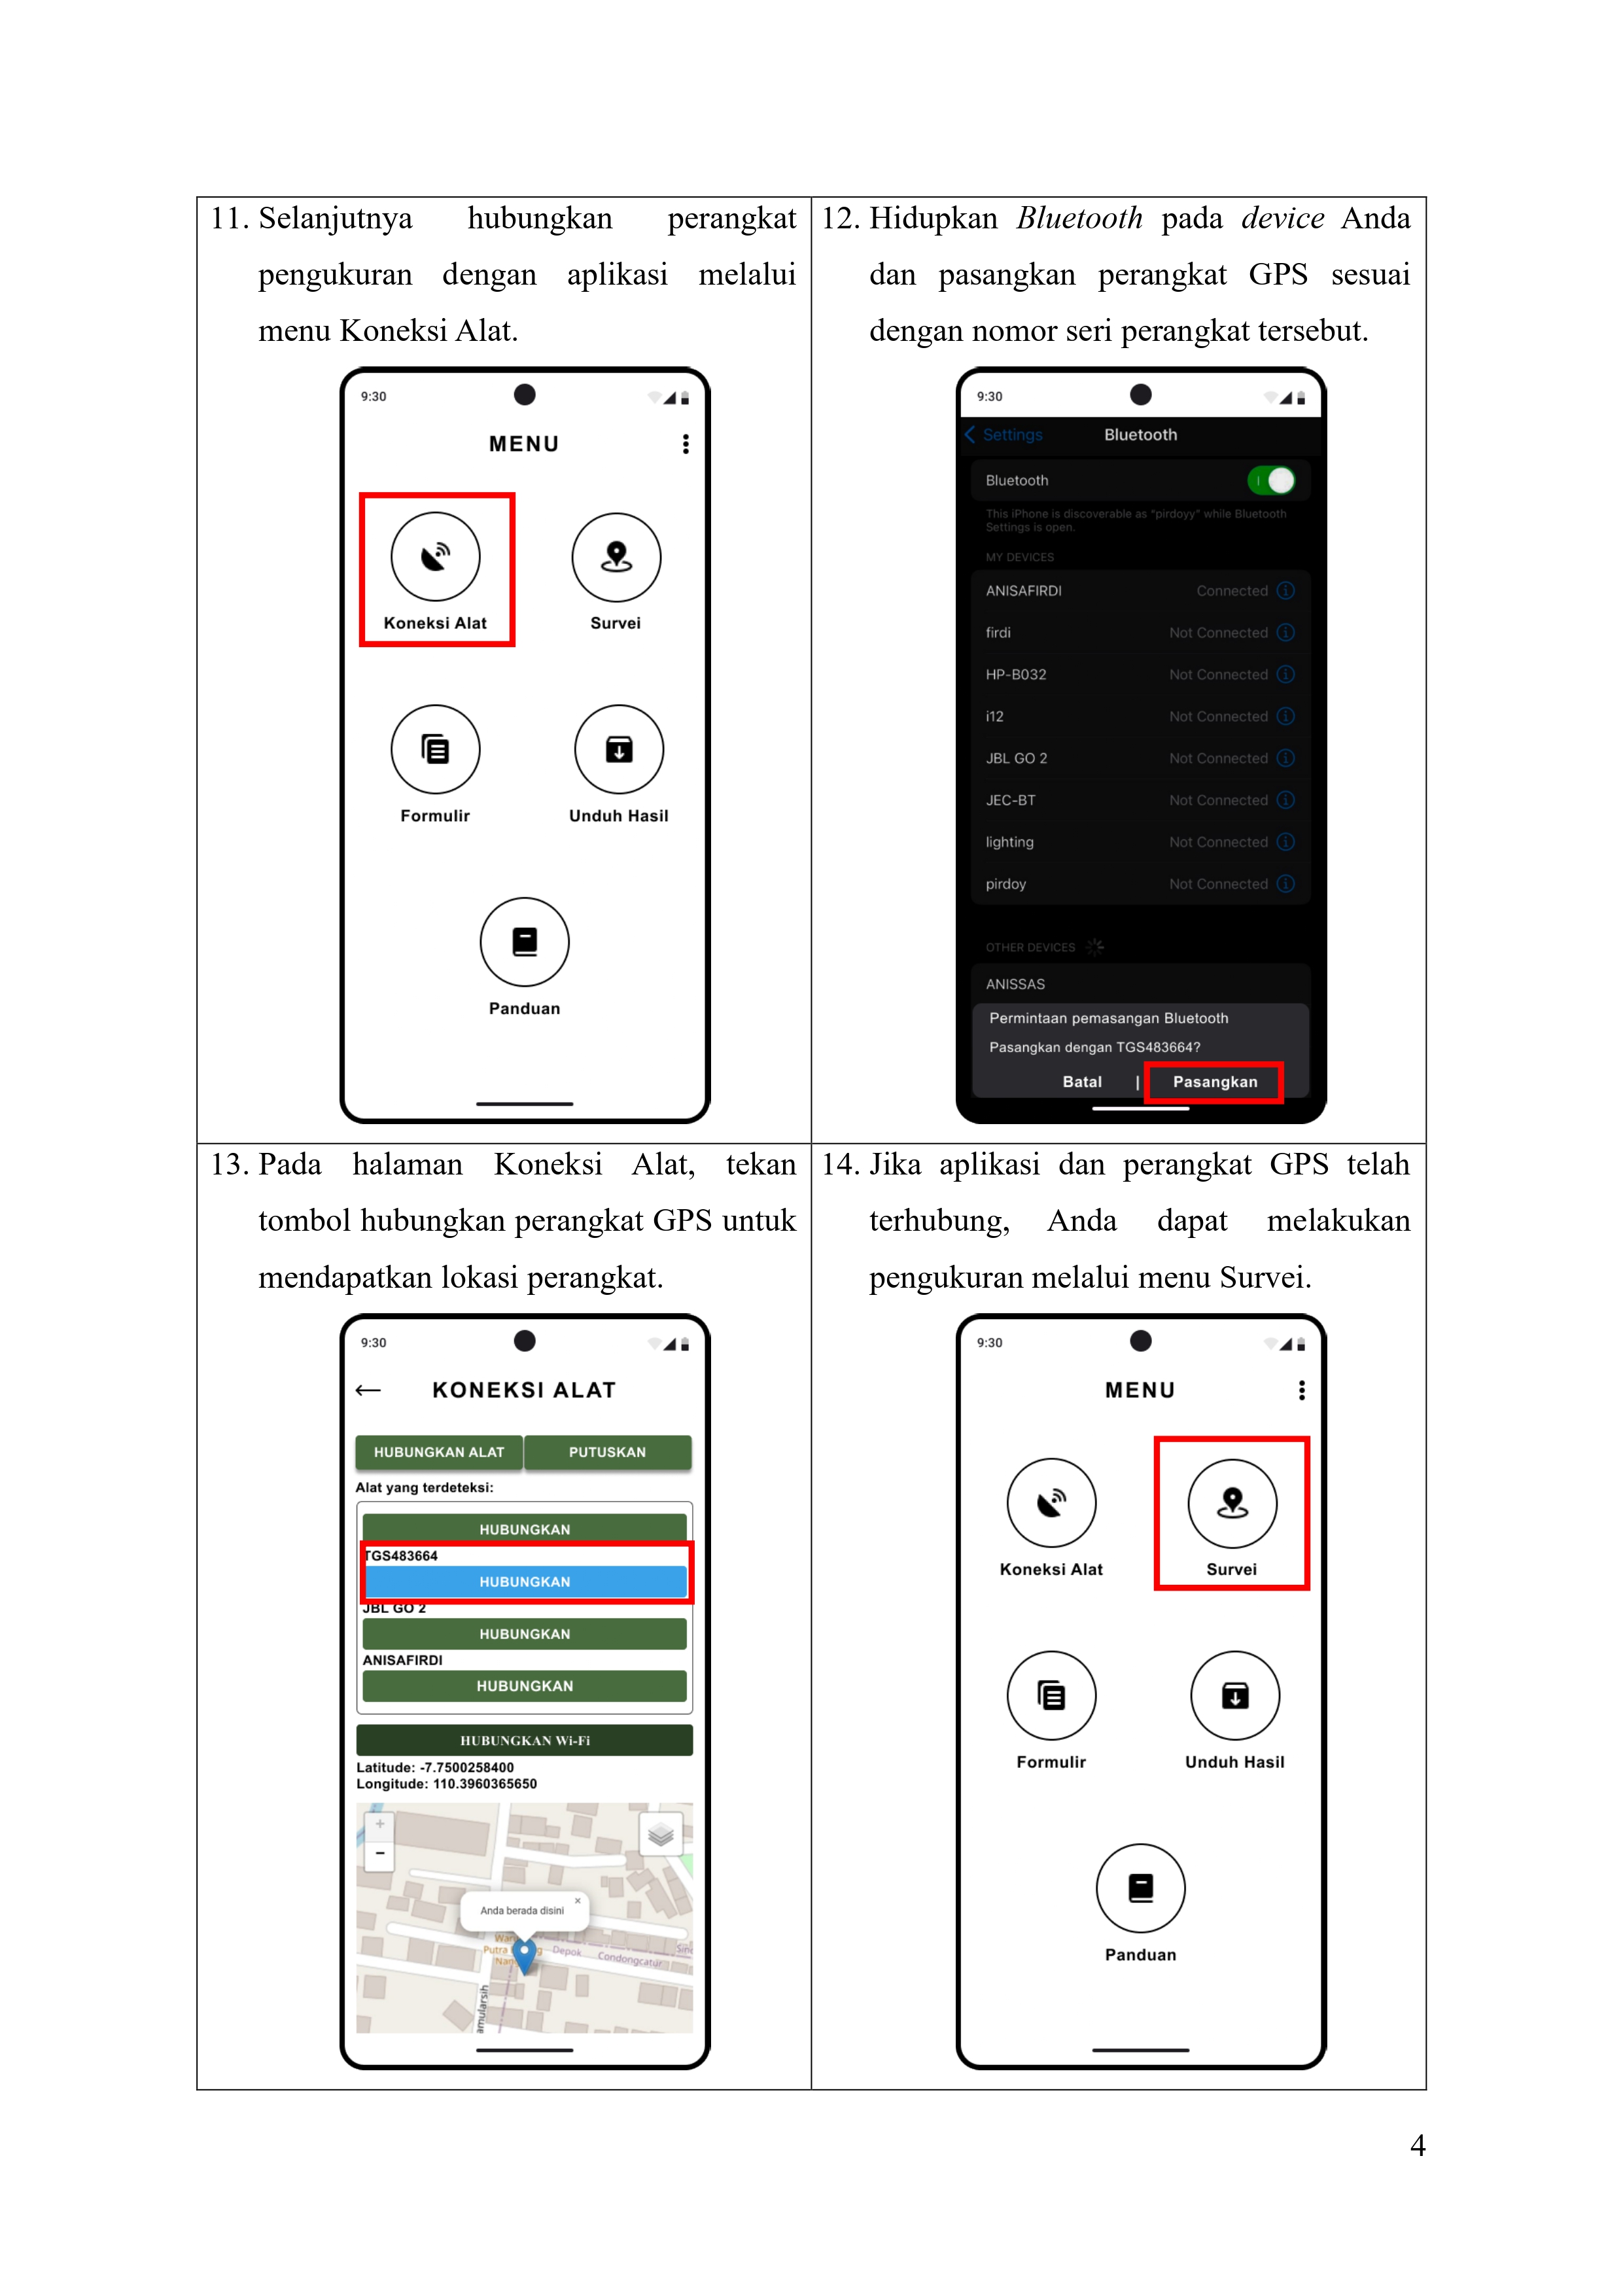 11. Selanjutnya hubungkan perangkat
pengukuran dengan aplikasi melalui
menu Koneksi Alat.
9:30
MENU
Koneksi Alat
Survei
Formulir
Unduh Hasil
Panduan
12. Hidupkan Bluetooth pada device Anda
dan pasangkan perangkat GPS sesuai
dengan nomor seri perangkat tersebut.
9:30
Settings
Bluetooth
Bluetooth
This iPhone is discoverable as "pirdoyy" while Bluetooth
Settings is open.
MY DEVICES
ANISAFIRDI Connected
firdi Not Connected
HP-B032 Not Connected
i12 Not Connected
JBL GO 2 Not Connected
JEC-BT Not Connected
lighting Not Connected
pirdoy Not Connected
OTHER DEVICES
ANISSAS
Permintaan pemasangan Bluetooth
Pasangkan dengan TGS483664?
Batal | Pasangkan
13. Pada halaman Koneksi Alat, tekan
tombol hubungkan perangkat GPS untuk
mendapatkan lokasi perangkat.
9:30
KONEKSI ALAT
HUBUNGKAN ALAT
PUTUSKAN
Alat yang terdeteksi:
HUBUNGKAN
TGS483664
HUBUNGKAN
JBL GO 2
HUBUNGKAN
ANISAFIRDI
HUBUNGKAN
HUBUNGKAN Wi-Fi
Latitude: -7.7500258400
Longitude: 110.3960365650
+
-
Anda berada disini
×
Putra
Depok
Condongcatur
14. Jika aplikasi dan perangkat GPS telah
terhubung, Anda dapat melakukan
pengukuran melalui menu Survei.
9:30
MENU
Koneksi Alat
Survei
Formulir
Unduh Hasil
Panduan
4